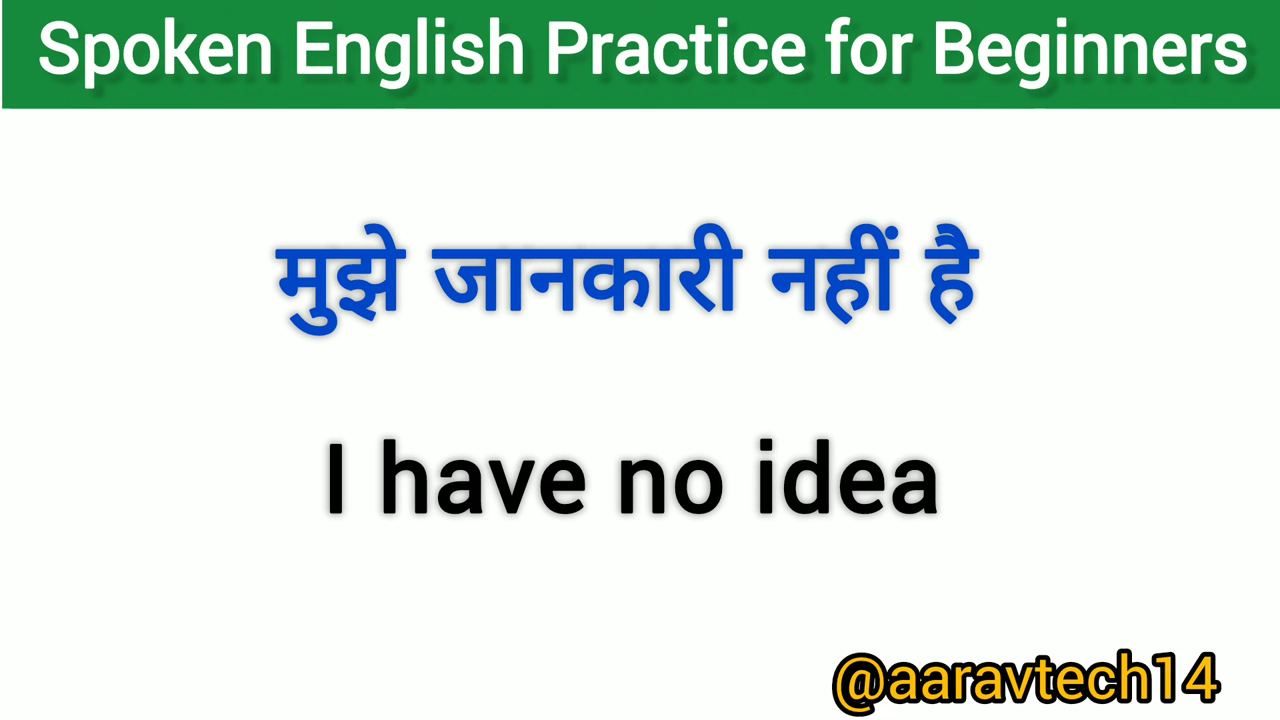 Spoken English Practice for Beginners
मुझे जानकारी नहीं है
I have no idea
@aaravtech14